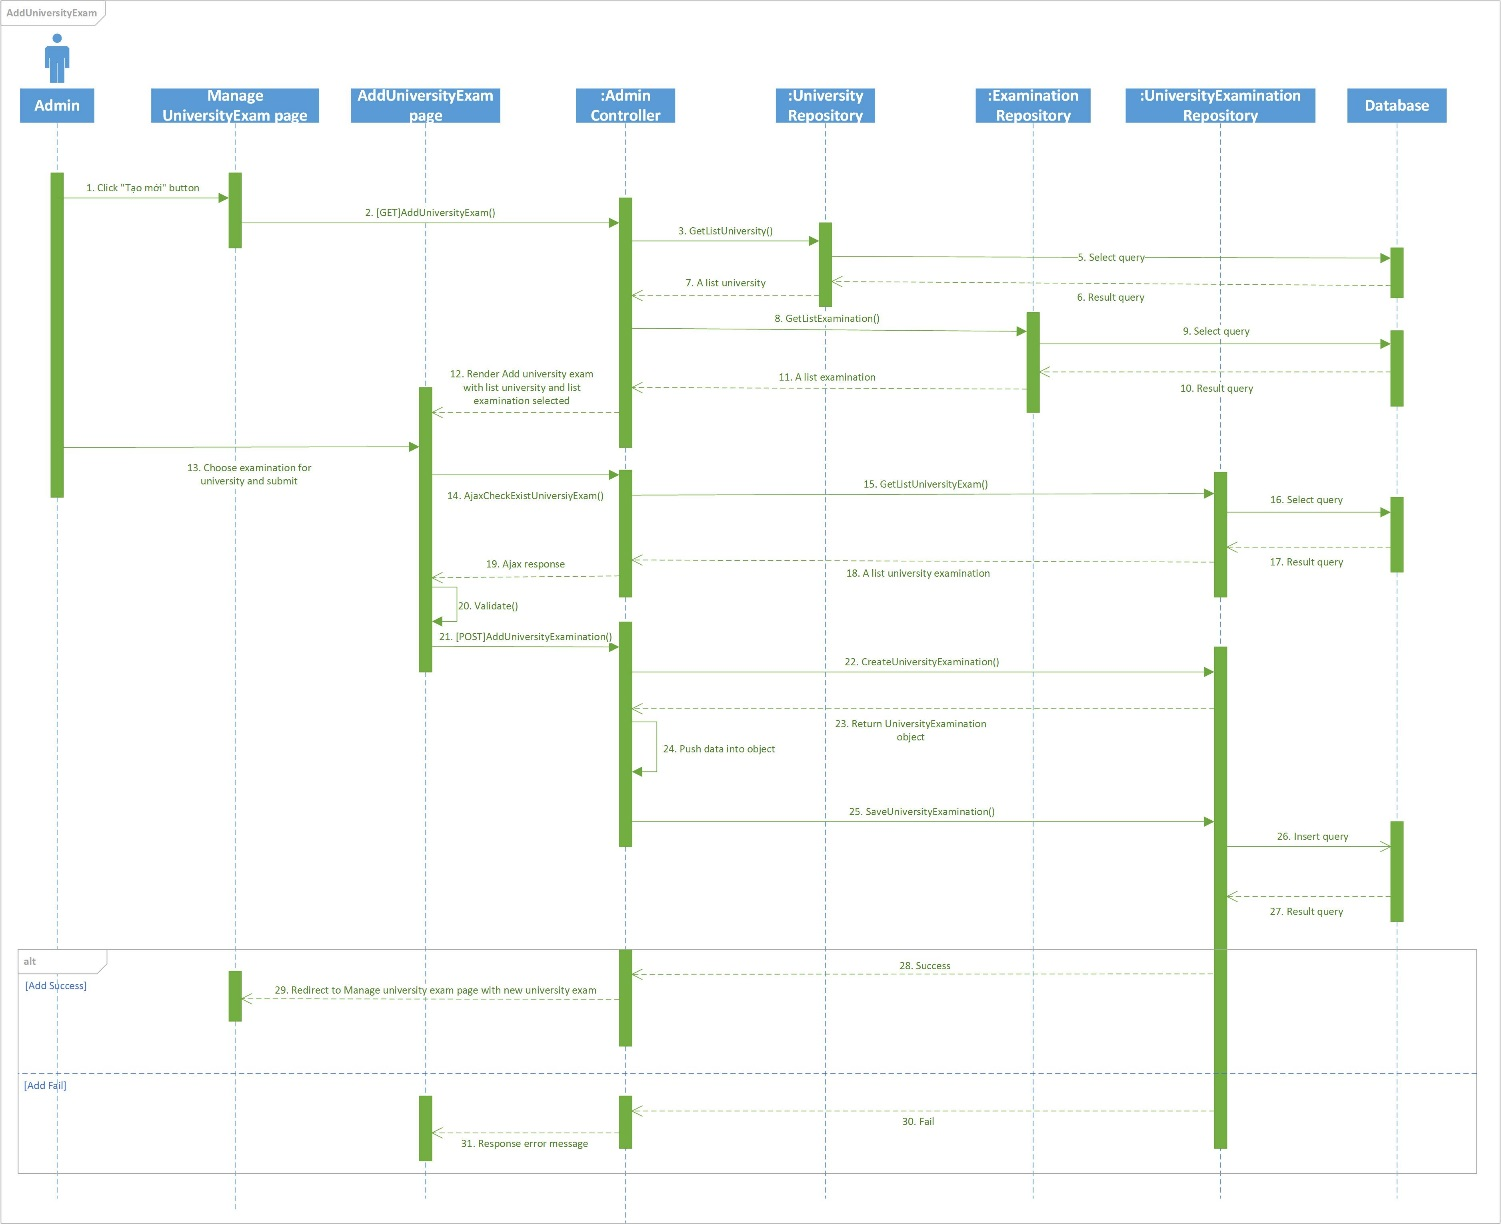 AddUniversityExam
Admin
Manage
UniversityExam page
AddUniversityExam
page
:Admin
Controller
:University
Repository
:Examination
Repository
:UniversityExamination
Repository
Database
1. Click "Tạo mới" button
2. [GET]AddUniversityExam()
3. GetListUniversity()
5. Select query
7. A list university
6. Result query
8. GetListExamination()
9. Select query
12. Render Add university exam
with list university and list
examination selected
11. A list examination
10. Result query
13. Choose examination for
university and submit
14. AjaxCheckExistUniversiyExam()
15. GetListUniversityExam()
16. Select query
19. Ajax response
18. A list university examination
17. Result query
20. Validate()
21. [POST]AddUniversityExamination()
22. CreateUniversityExamination()
23. Return UniversityExamination
object
24. Push data into object
25. SaveUniversityExamination()
26. Insert query
27. Result query
alt
[Add Success]
28. Success
29. Redirect to Manage university exam page with new university exam
[Add Fail]
30. Fail
31. Response error message